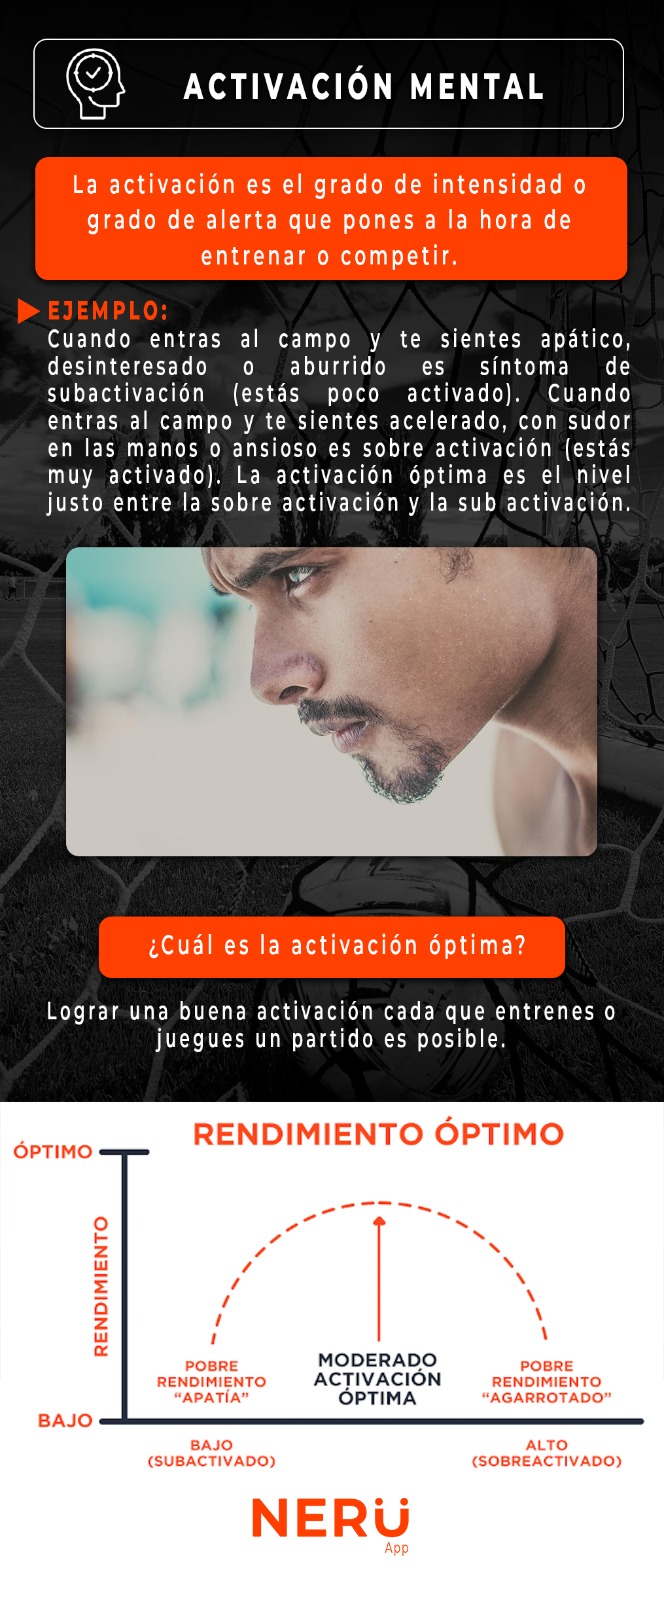 ACTIVACIÓN MENTAL
La activación es el grado de intensidad o
grado de alerta que pones a la hora de
entrenar o competir.
EJEMPLO:
Cuando entras al campo y te sientes apático,
desinteresado o aburrido es síntoma de
subactivación (estás poco activado). Cuando
entras al campo y te sientes acelerado, con sudor
en las manos o ansioso es sobre activación (estás
muy activado). La activación óptima es el nivel
justo entre la sobre activación y la sub activación.
¿Cuál es la activación óptima?
Lograr una buena activación cada que entrenes o
juegues un partido es posible.
RENDIMIENTO ÓPTIMO
ÓPTIMO
RENDIMIENTO
BAJO
POBRE
RENDIMIENTO
“APATÍA”
MODERADO
ACTIVACIÓN
ÓPTIMA
POBRE
RENDIMIENTO
“AGARROTADO”
BAJO
(SUBACTIVADO)
ALTO
(SOBREACTIVADO)
NERÜ
App